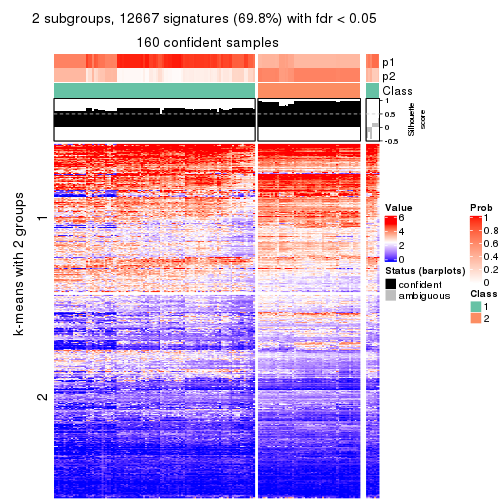 2 subgroups, 12667 signatures (69.8%) with fdr < 0.05
160 confident samples
p1
p2
Class
1
0.5
0
-0.5
Silhouette
score
k-means with 2 groups
1
2
Value
6
4
2
0
Status (barplots)
confident
ambiguous
Prob
1
0.8
0.6
0.4
0.2
0
Class
1
2